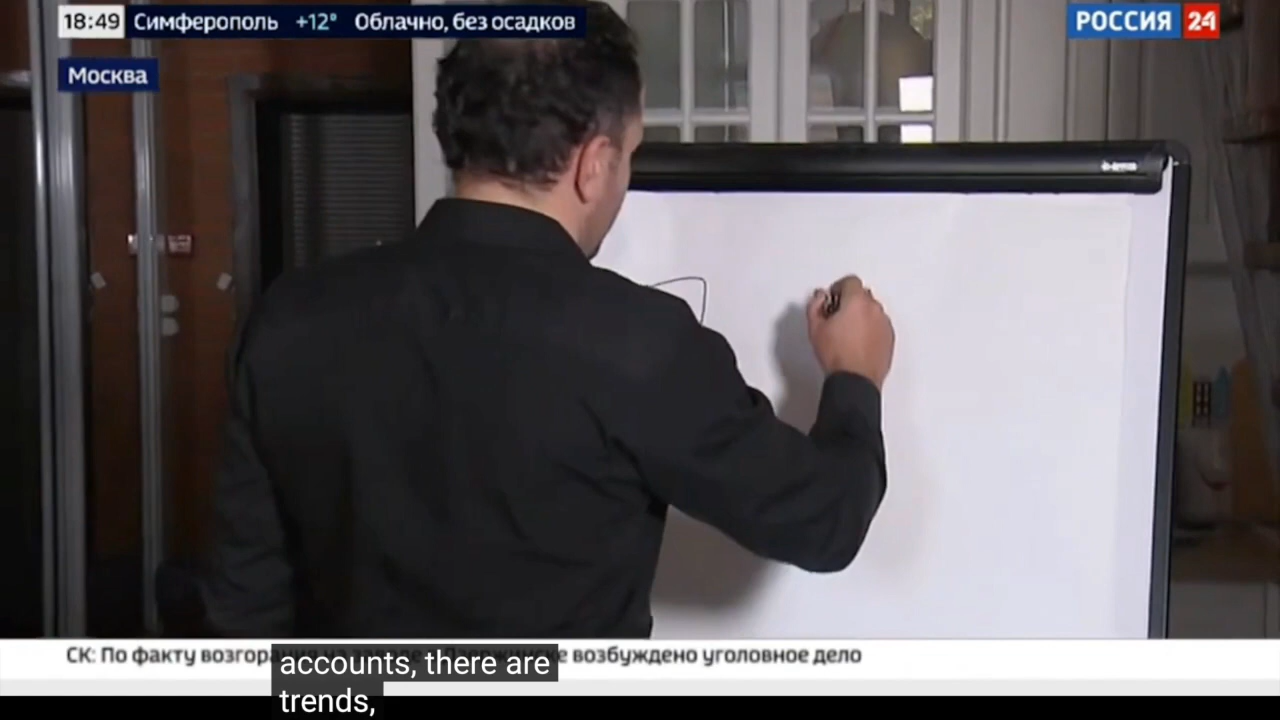 18:49 Симферополь +12° Облачно, без осадков
РОССИЯ 24
Москва
СК: По факту возгора
ке возбуждено уголовное дело
accounts, there are
trends,